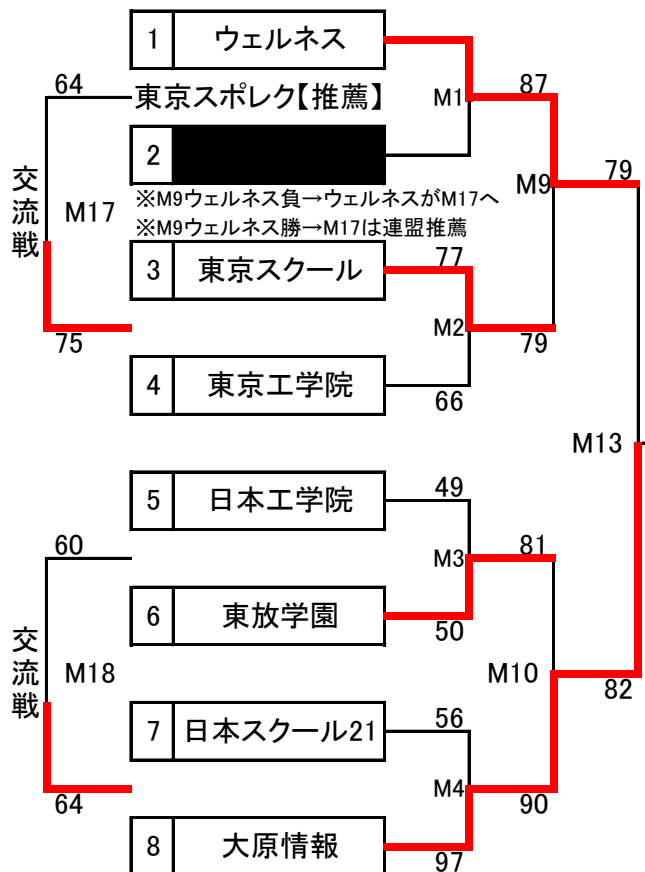 1 ウェルネス
64 東京スポレク【推薦】 M1 87
2
79
交流戦 M17 M9
※M9ウェルネス負→ウェルネスがM17へ
※M9ウェルネス勝→M17は連盟推薦
3 東京スクール 77
75 M2 79
4 東京工学院 66
M13
5 日本工学院 49
60 M3 81
6 東放学園 50
交流戦 M18 M10 82
7 日本スクール21 56
64 M4 90
8 大原情報 97